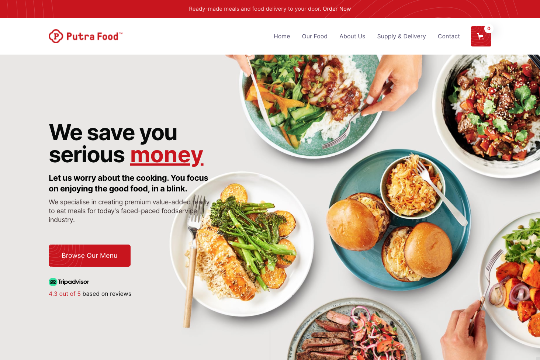 Ready-made meals and food delivery to your door. Order Now
Putra Food™
Home Our Food About Us Supply & Delivery Contact
0
We save you
serious money
Let us worry about the cooking. You focus
on enjoying the good food, in a blink.
We specialise in creating premium value-added ready
to eat meals for today's faced-paced foodservice
industry.
Browse Our Menu
Tripadvisor
4.3 out of 5 based on reviews